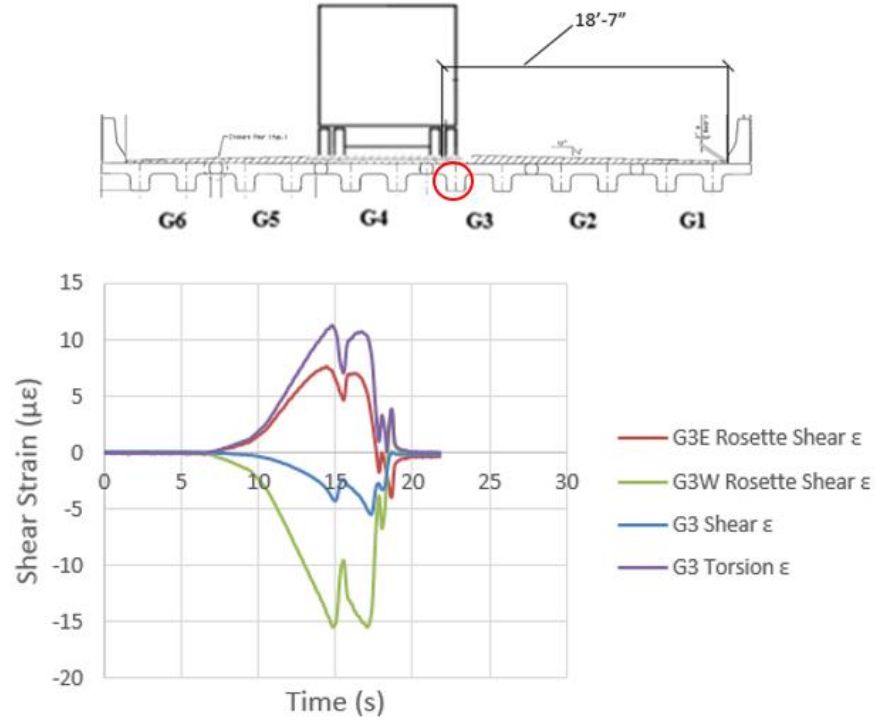 18'-7"
G6
G5
G4
G3
G2
G1
15
10
5
0
-5
-10
-15
-20
0
5
10
15
20
25
30
Shear Strain (με)
Time (s)
G3E Rosette Shear ε
G3W Rosette Shear ε
G3 Shear ε
G3 Torsion ε